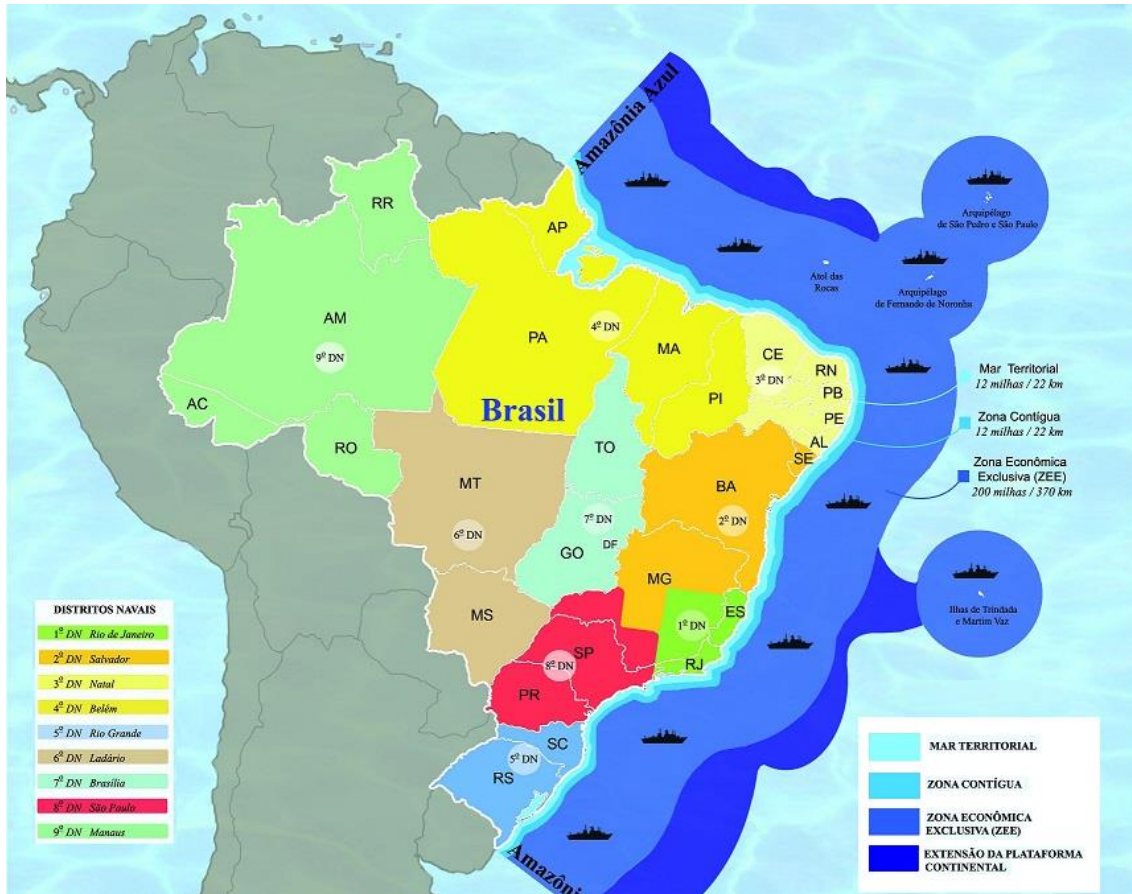 Amazônia Azul
RR
AP
Arquipélago
de São Pedro e São Paulo
Atol das
Rocas
Arquipélago
de Fernando de Noronha
AM
9º DN
PA
4º DN
MA
CE
3º DN
RN
PB
PE
AL
SE
PI
Mar Territorial
12 milhas / 22 km
Zona Contígua
12 milhas / 22 km
Zona Econômica
Exclusiva (ZEE)
200 milhas / 370 km
Brasil
AC
RO
TO
MT
6º DN
BA
2º DN
7º DN
GO
DF
MG
MS
ES
1º DN
RJ
SP
8º DN
PR
SC
5º DN
RS
Ilhas de Trindada
e Martim Vaz
Amazôni
DISTRITOS NAVAIS
1º DN Rio de Janeiro
2º DN Salvador
3º DN Natal
4º DN Belém
5º DN Rio Grande
6º DN Ladário
7º DN Brasília
8º DN São Paulo
9º DN Manaus
MAR TERRITORIAL
ZONA CONTÍGUA
ZONA ECONÔMICA
EXCLUSIVA (ZEE)
EXTENSÃO DA PLATAFORMA
CONTINENTAL